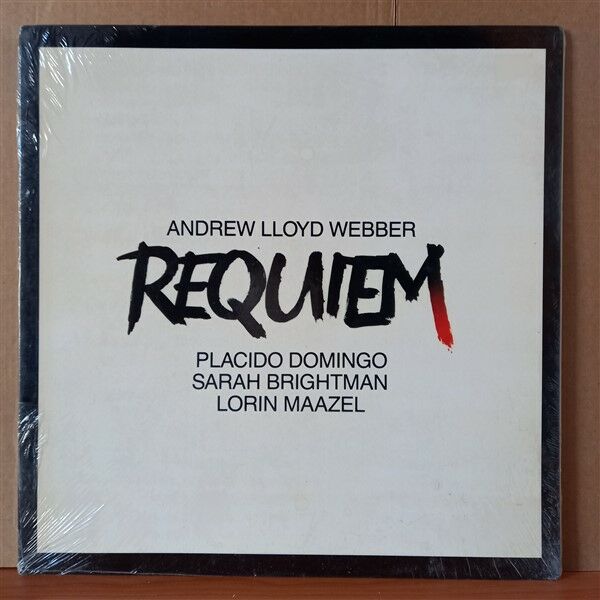 ANDREW LLOYD WEBBER
REQUIEM
PLACIDO DOMINGO
SARAH BRIGHTMAN
LORIN MAAZEL